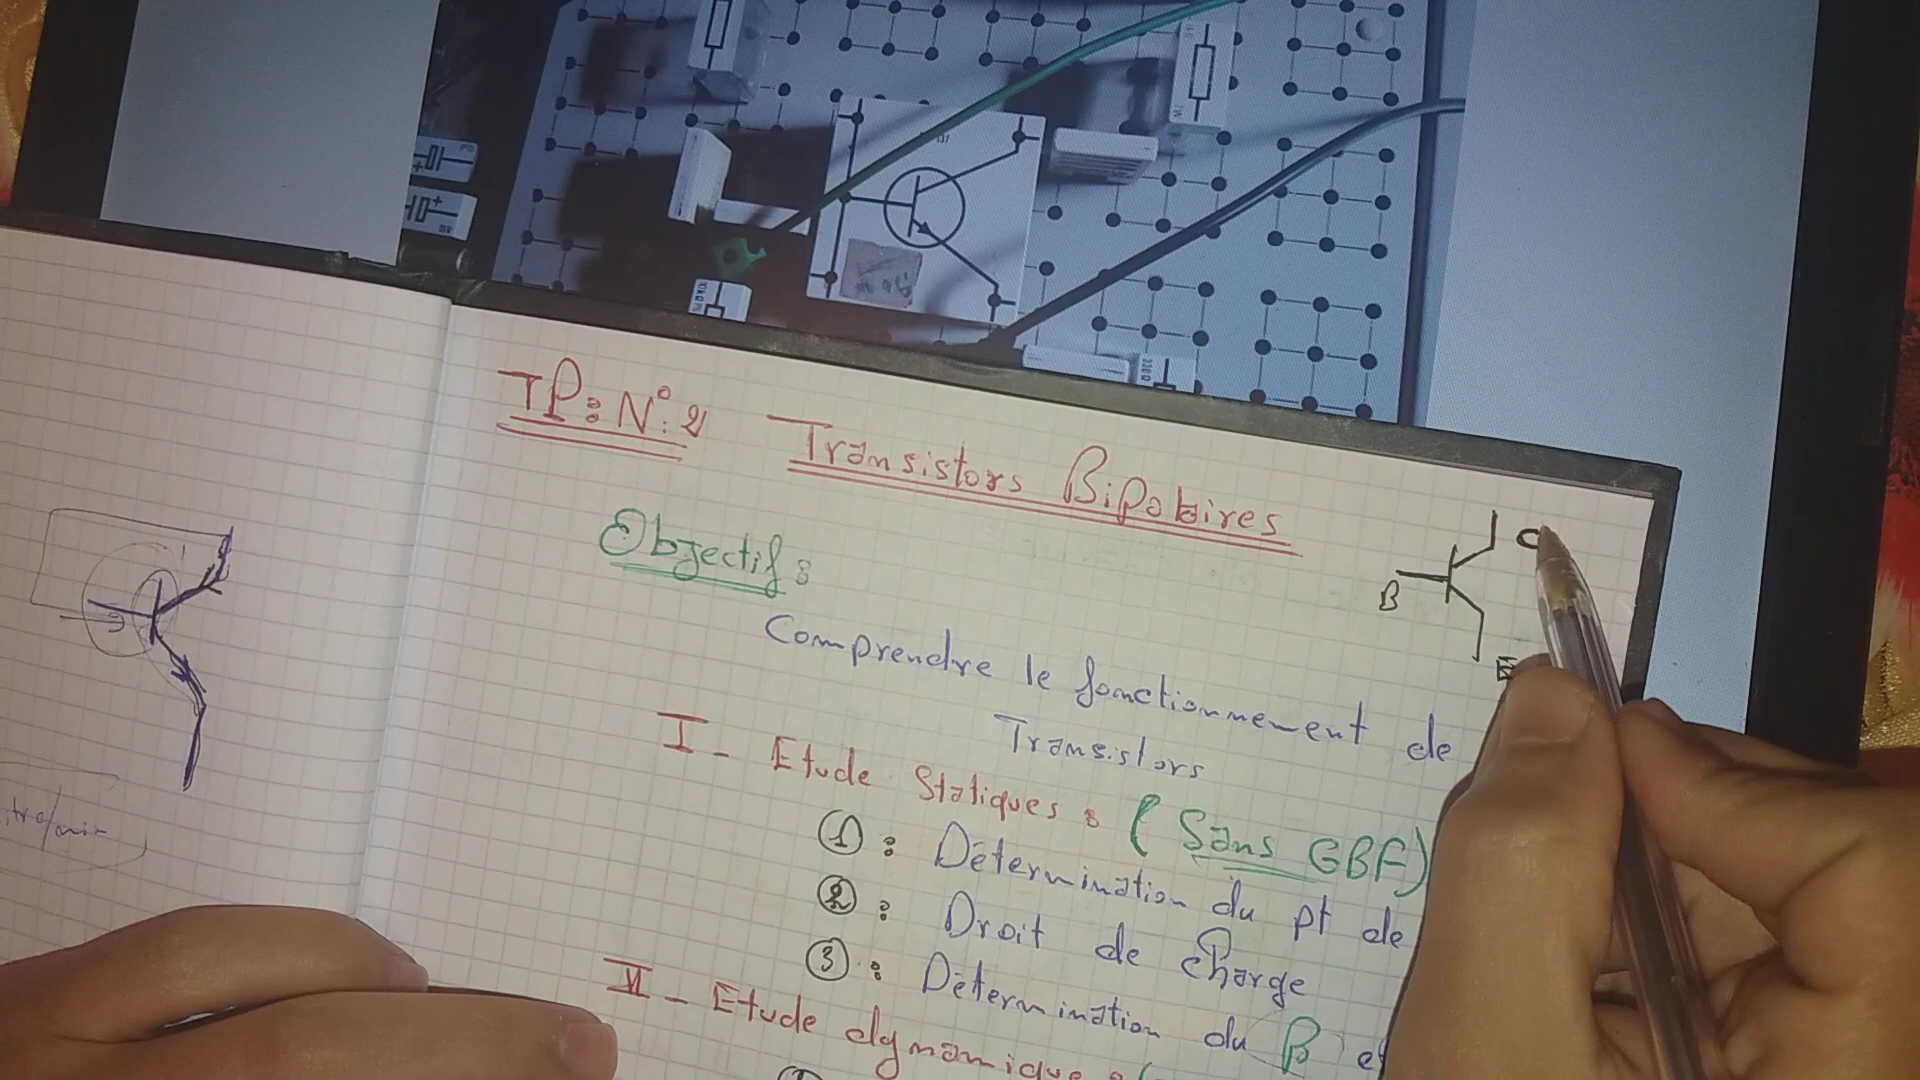 TP: N°: 2 Transistors Bipolaires
Objectif:
Comprendre le fonctionnement de
Transistors
I- Etude Statiques: (Sans GBF)
①: Détermination du pt de
②: Droit de Charge
③: Détermination du β et
II- Etude dynamique:
B
C
E